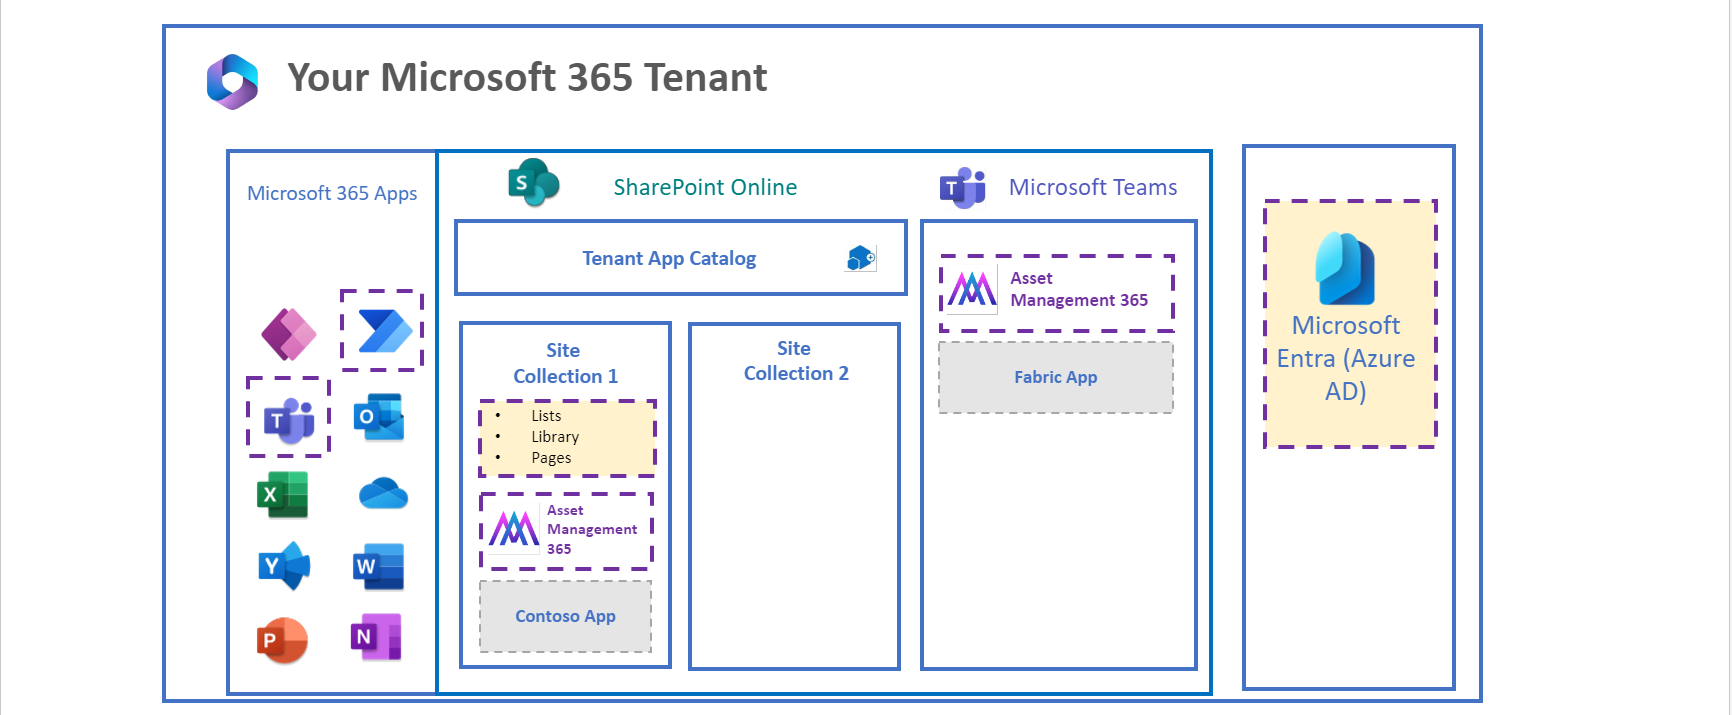 Your Microsoft 365 Tenant
Microsoft 365 Apps
T
O
X
Y
W
P
N
S
SharePoint Online
Tenant App Catalog
Site
Collection 1
• Lists
• Library
• Pages
Asset
Management
365
Contoso App
Site
Collection 2
T
Microsoft Teams
Asset
Management 365
Fabric App
Microsoft
Entra (Azure
AD)